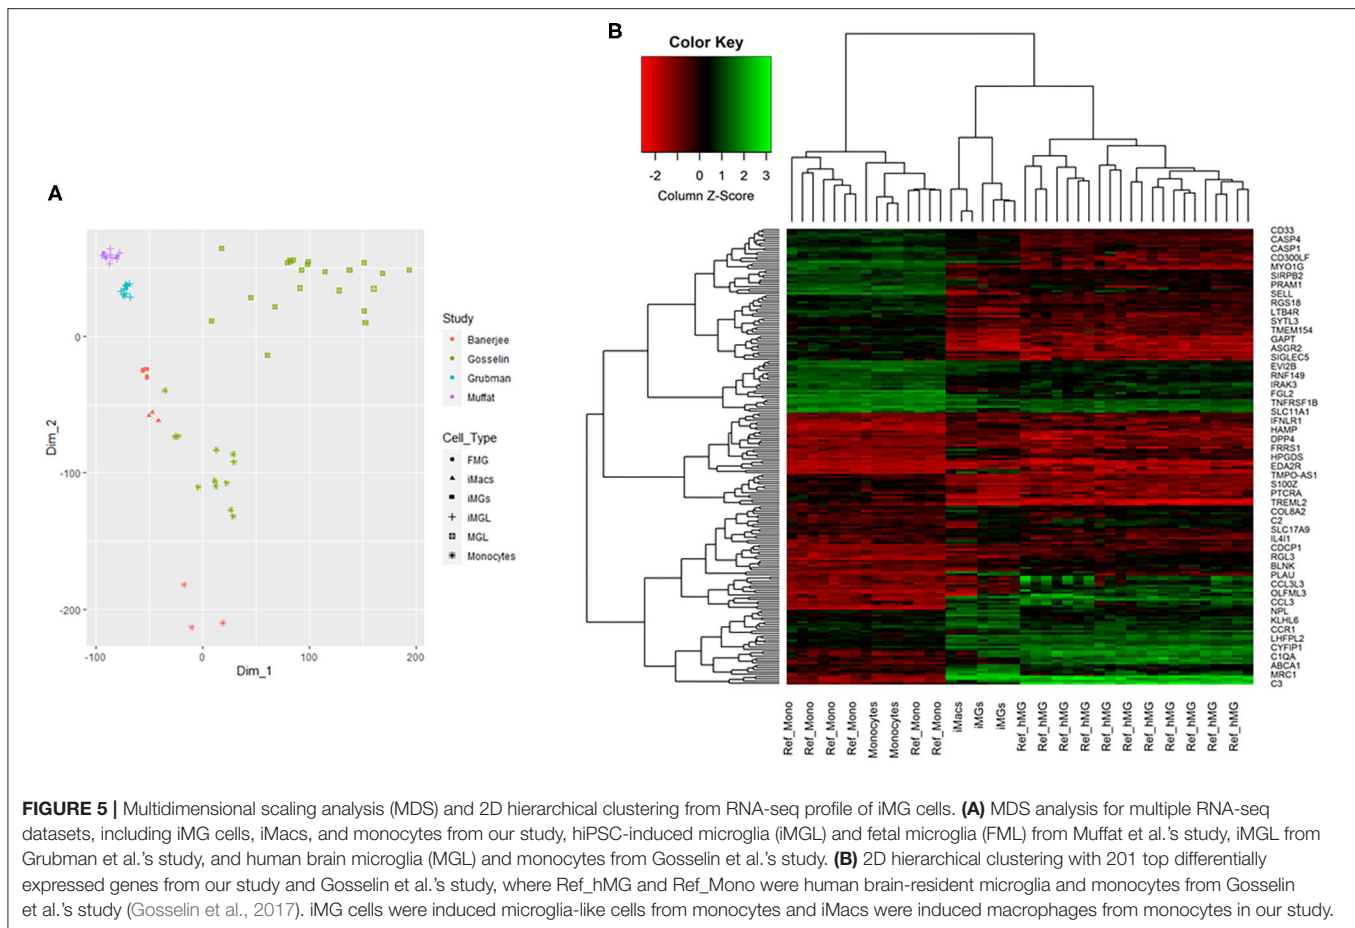 A
0
-100
-200
-100
0
100
200
Dim_2
Dim_1
Study
Banerjee
Gosselin
Grubman
Muffat
Cell_Type
FMG
iMacs
iMGs
iMGL
MGL
Monocytes
B
Color Key
-2
0
1
2
3
Column Z-Score
CD33
CASP4
CASP1
CD300LF
MYO1G
SIRPB2
PRAM1
SELL
RGS18
LTB4R
SYTL3
TMEM154
GAPT
ASGR2
SIGLEC5
EVI2B
RNF149
IRAK3
FGL2
TNFRSF1B
SLC11A1
IFNLR1
HAMP
DPP4
FRRS1
HPGDS
EDA2R
TMPO-AS1
S100Z
PTCRA
TREML2
COL8A2
C2
SLC17A9
IL4I1
CDCP1
RGL3
BLNK
PLAU
CCL3L3
OLFML3
CCL3
NPL
KLHL6
CCR1
LHFPL2
CYFIP1
C1QA
ABCA1
MRC1
C3
Ref_Mono
Ref_Mono
Ref_Mono
Ref_Mono
Monocytes
Monocytes
Ref_Mono
Ref_Mono
iMacs
iMGs
iMGs
Ref_hMG
Ref_hMG
Ref_hMG
Ref_hMG
Ref_hMG
Ref_hMG
Ref_hMG
Ref_hMG
Ref_hMG
Ref_hMG
Ref_hMG
FIGURE 5 | Multidimensional scaling analysis (MDS) and 2D hierarchical clustering from RNA-seq profile of iMG cells. (A) MDS analysis for multiple RNA-seq
datasets, including iMG cells, iMacs, and monocytes from our study, hiPSC-induced microglia (iMGL) and fetal microglia (FML) from Muffat et al.'s study, iMGL from
Grubman et al.'s study, and human brain microglia (MGL) and monocytes from Gosselin et al.'s study. (B) 2D hierarchical clustering with 201 top differentially
expressed genes from our study and Gosselin et al.'s study, where Ref_hMG and Ref_Mono were human brain-resident microglia and monocytes from Gosselin
et al.'s study (Gosselin et al., 2017). iMG cells were induced microglia-like cells from monocytes and iMacs were induced macrophages from monocytes in our study.